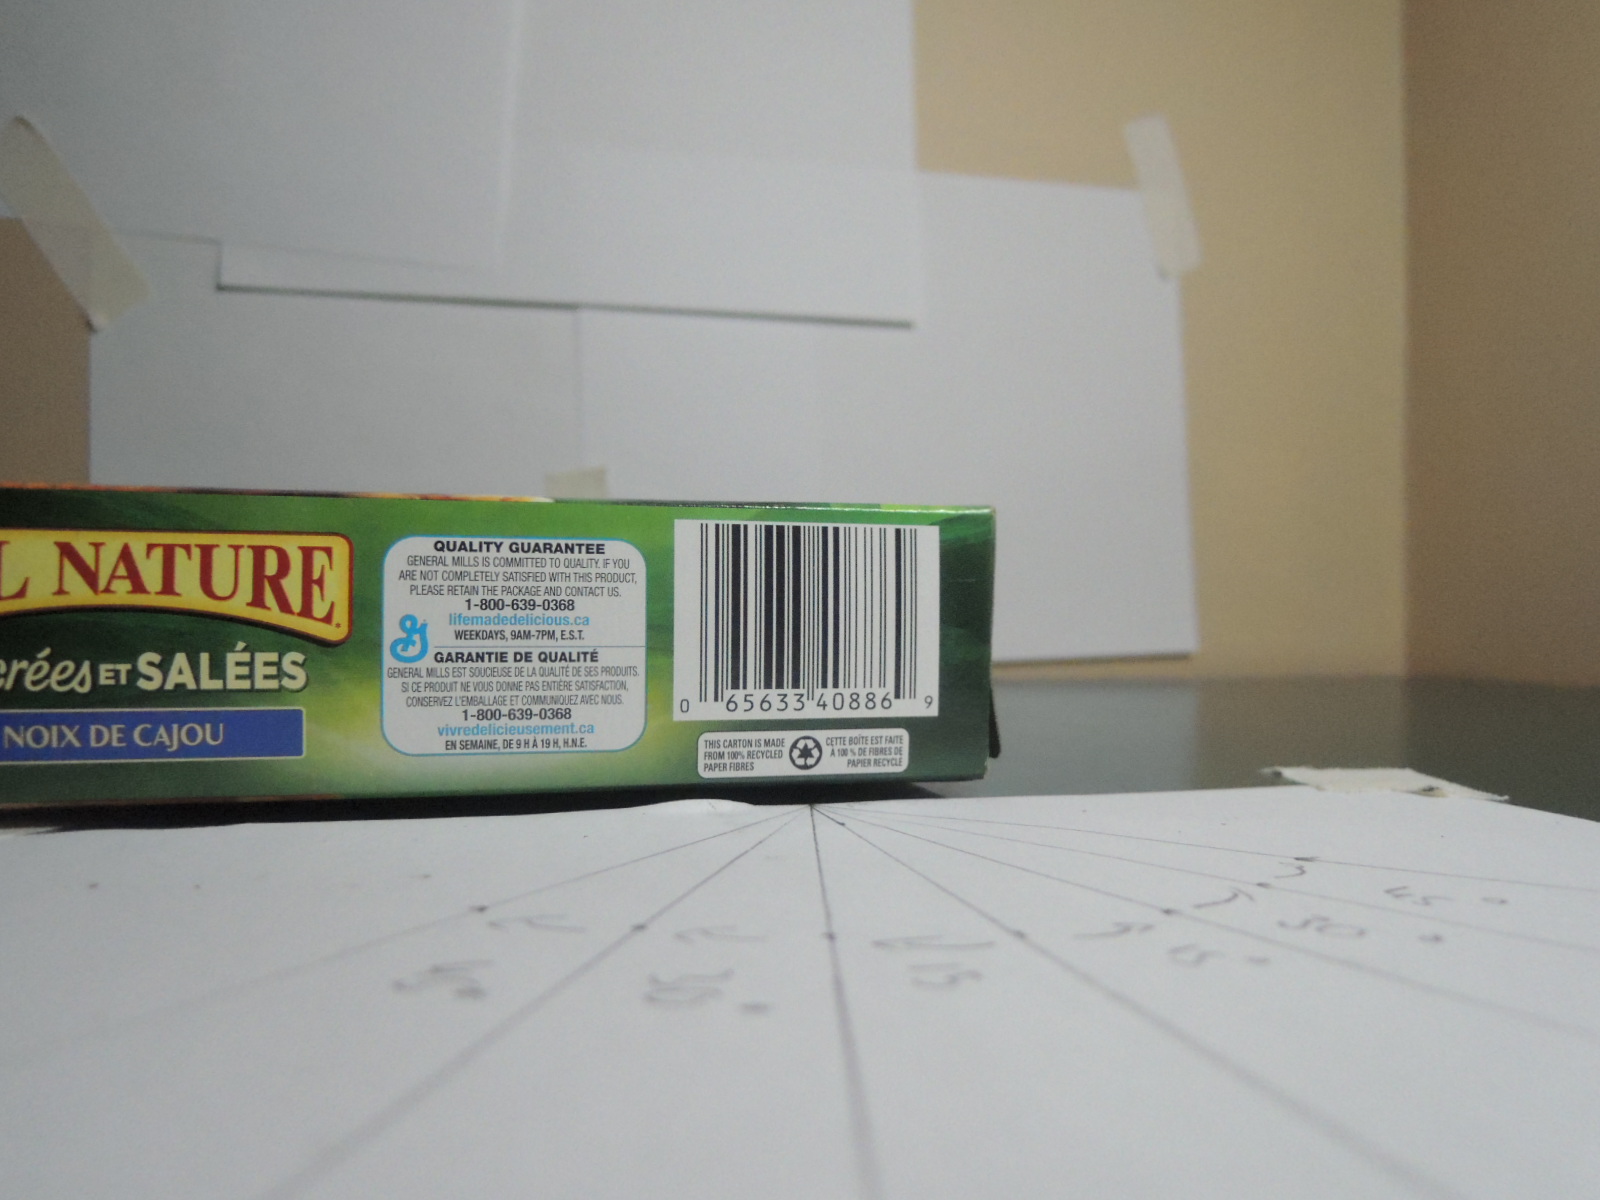 L NATURE
crées ET SALÉES
NOIX DE CAJOU
QUALITY GUARANTEE
GENERAL MILLS IS COMMITTED TO QUALITY. IF YOU
ARE NOT COMPLETELY SATISFIED WITH THIS PRODUCT,
PLEASE RETAIN THE PACKAGE AND CONTACT US.
1-800-639-0368
lifemadedelicious.ca
WEEKDAYS, 9AM-7PM, E.S.T.
GARANTIE DE QUALITÉ
GENERAL MILLS EST SOUCIEUSE DE LA QUALITÉ DE SES PRODUITS.
SI CE PRODUIT NE VOUS DONNE PAS ENTIÈRE SATISFACTION,
CONSERVEZ L'EMBALLAGE ET COMMUNIQUEZ AVEC NOUS.
1-800-639-0368
vivredelicieusement.ca
EN SEMAINE, DE 9 H À 19 H, H.N.E.
0 65633 40886 9
THIS CARTON IS MADE
FROM 100% RECYCLED
PAPER FIBRES
CETTE BOÎTE EST FAITE
À 100 % DE FIBRES DE
PAPIER RECYCLÉ
45°
30°
15°
15